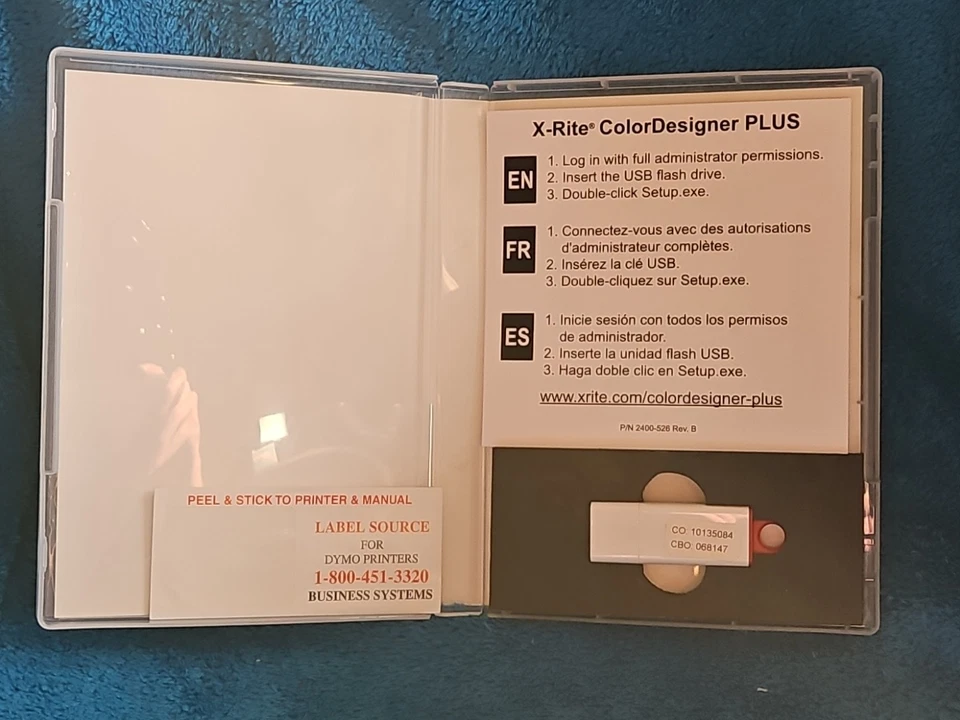 PEEL & STICK TO PRINTER & MANUAL
LABEL SOURCE
FOR
DYMO PRINTERS
1-800-451-3320
BUSINESS SYSTEMS
X-Rite® ColorDesigner PLUS
EN
1. Log in with full administrator permissions.
2. Insert the USB flash drive.
3. Double-click Setup.exe.
FR
1. Connectez-vous avec des autorisations
d'administrateur complètes.
2. Insérez la clé USB.
3. Double-cliquez sur Setup.exe.
ES
1. Inicie sesión con todos los permisos
de administrador.
2. Inserte la unidad flash USB.
3. Haga doble clic en Setup.exe.
www.xrite.com/colordesigner-plus
P/N 2400-526 Rev. B
CO: 10135084
CBO: 068147